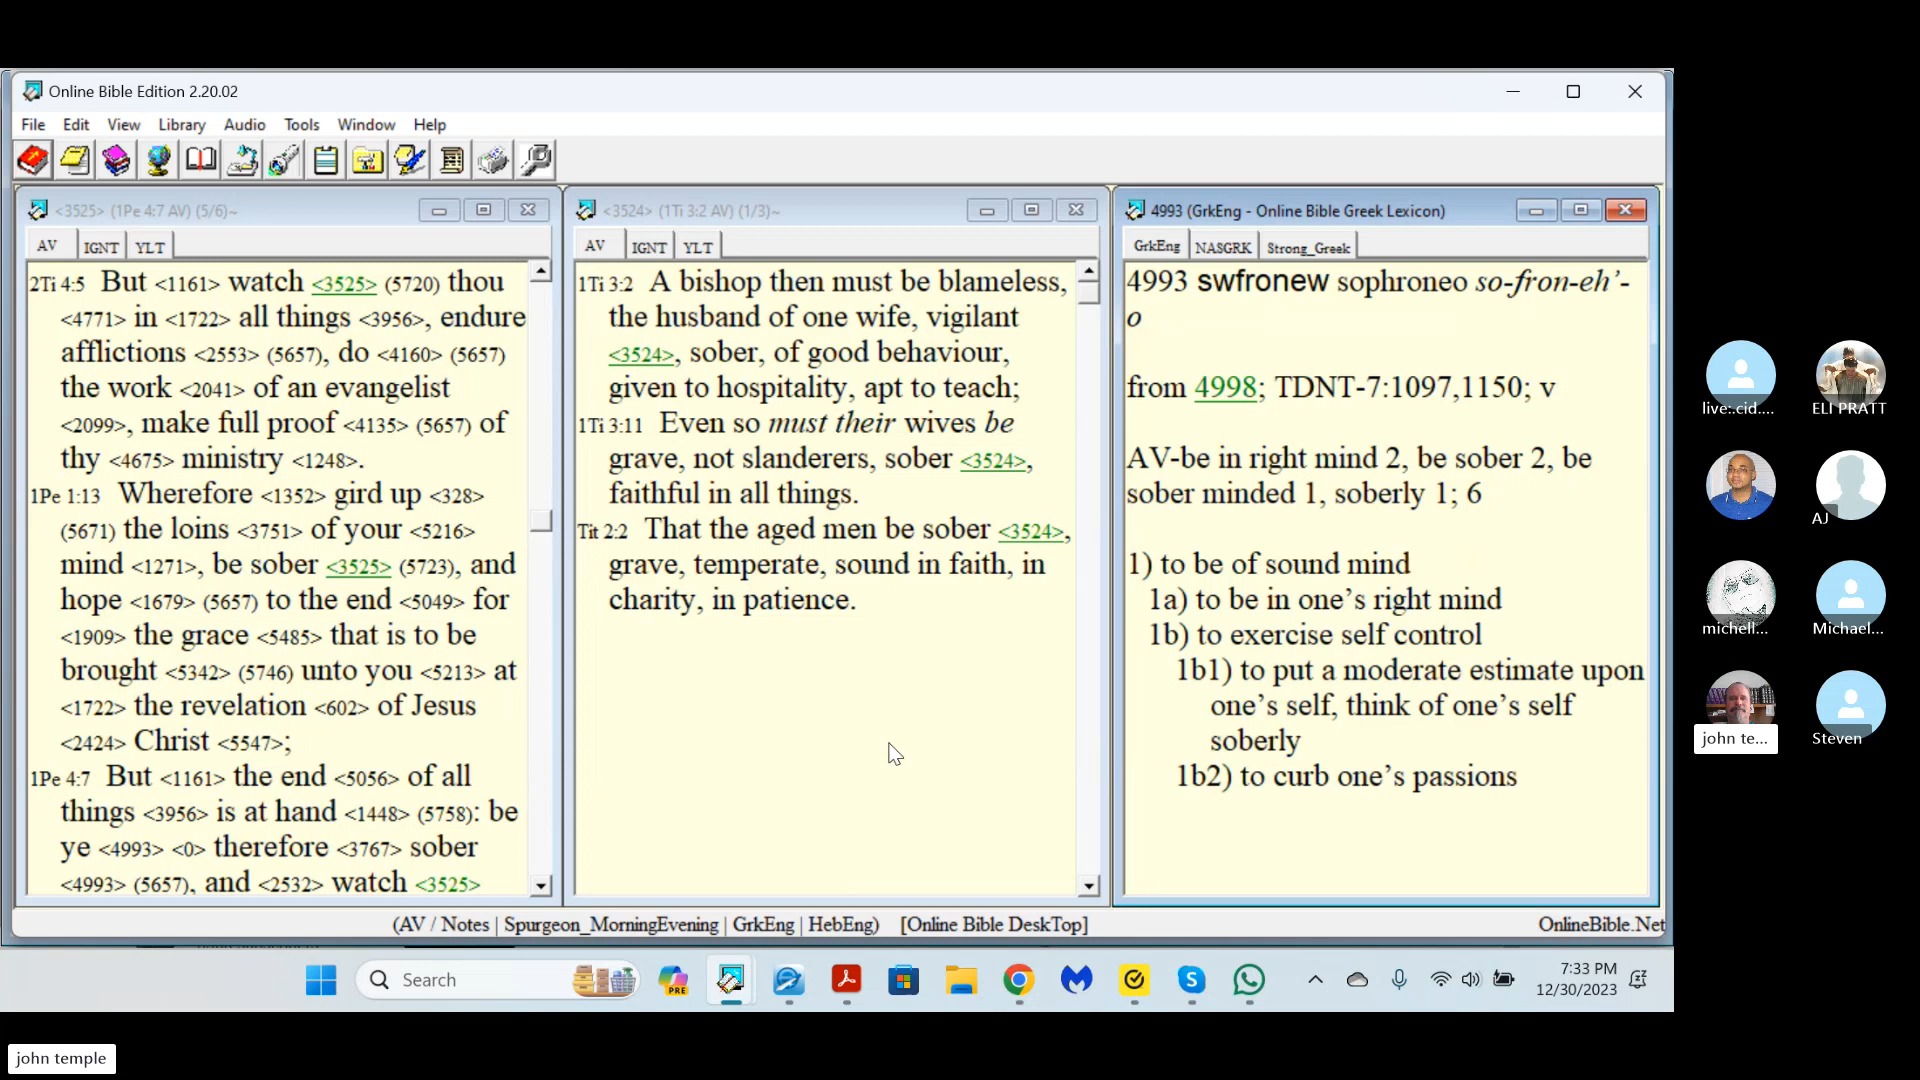 Online Bible Edition 2.20.02
File Edit View Library Audio Tools Window Help
<3525> (1Pe 4:7 AV) (5/6)~
AV IGNT YLT
2Ti 4:5 But <1161> watch <3525> (5720) thou
<4771> in <1722> all things <3956>, endure
afflictions <2553> (5657), do <4160> (5657)
the work <2041> of an evangelist
<2099>, make full proof <4135> (5657) of
thy <4675> ministry <1248>.
1Pe 1:13 Wherefore <1352> gird up <328>
(5671) the loins <3751> of your <5216>
mind <1271>, be sober <3525> (5723), and
hope <1679> (5657) to the end <5049> for
<1909> the grace <5485> that is to be
brought <5342> (5746) unto you <5213> at
<1722> the revelation <602> of Jesus
<2424> Christ <5547>;
1Pe 4:7 But <1161> the end <5056> of all
things <3956> is at hand <1448> (5758): be
ye <4993> <0> therefore <3767> sober
<4993> (5657), and <2532> watch <3525>
<3524> (1Ti 3:2 AV) (1/3)~
AV IGNT YLT
1Ti 3:2 A bishop then must be blameless,
the husband of one wife, vigilant
<3524>, sober, of good behaviour,
given to hospitality, apt to teach;
1Ti 3:11 Even so must their wives be
grave, not slanderers, sober <3524>,
faithful in all things.
Tit 2:2 That the aged men be sober <3524>,
grave, temperate, sound in faith, in
charity, in patience.
4993 (GrkEng - Online Bible Greek Lexicon)
GrkEng NASGRK Strong_Greek
4993 swfronew sophroneo so-fron-eh’-
o
from 4998; TDNT-7:1097,1150; v
AV-be in right mind 2, be sober 2, be
sober minded 1, soberly 1; 6
1) to be of sound mind
1a) to be in one’s right mind
1b) to exercise self control
1b1) to put a moderate estimate upon
one’s self, think of one’s self
soberly
1b2) to curb one’s passions
(AV / Notes | Spurgeon_MorningEvening | GrkEng | HebEng) [Online Bible DeskTop]
OnlineBible.Net
Search
PRE
7:33 PM
12/30/2023
live:.cid....
ELI PRATT
AJ
michell...
Michael...
john te...
Steven
john temple